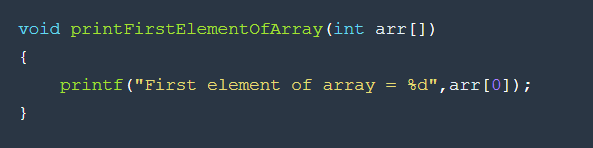 void printFirstElementOfArray(int arr[])
{
    printf("First element of array = %d",arr[0]);
}